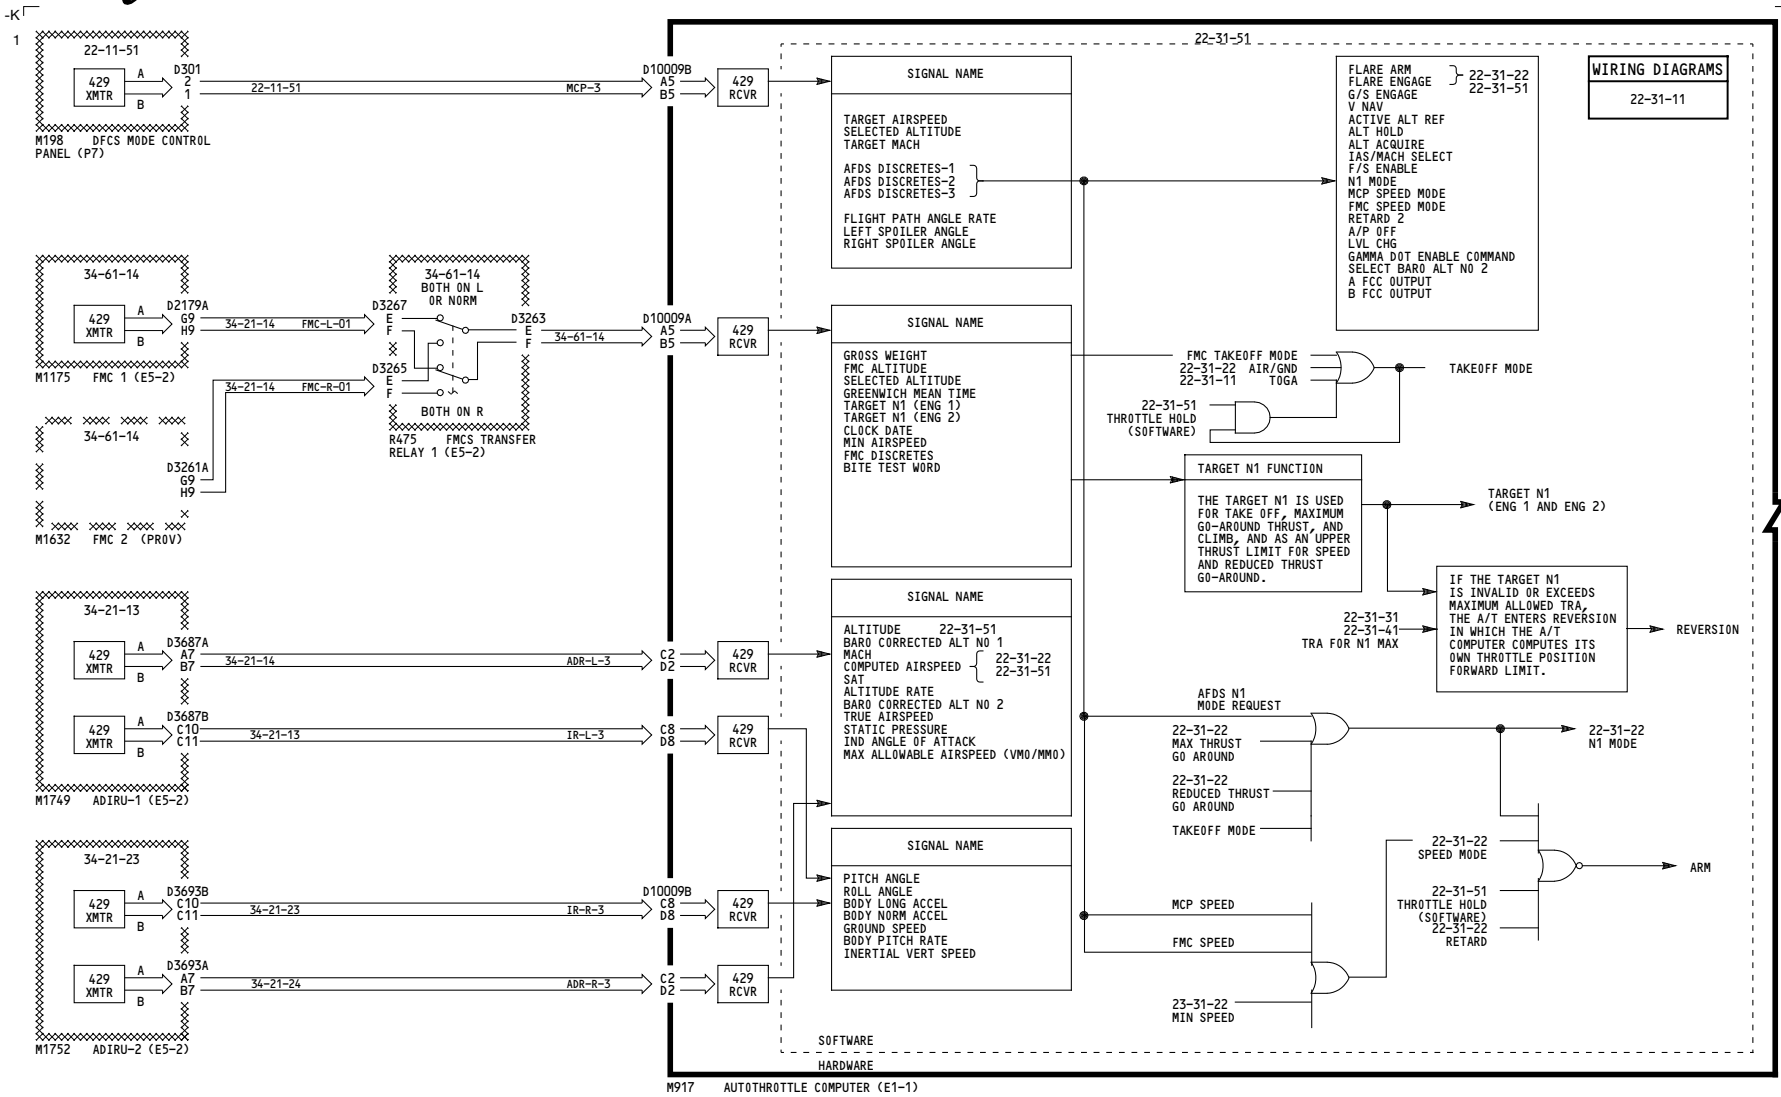 -K
1
22-11-51
429
XMTR
A
B
D301
2
1
22-11-51
MCP-3
D10009B
A5
B5
429
RCVR
M198 DFCS MODE CONTROL
PANEL (P7)
34-61-14
429
XMTR
A
B
D2179A
G9
H9
34-21-14 FMC-L-01
D3267
E
F
M1175 FMC 1 (E5-2)
34-21-14 FMC-R-01
D3265
E
F
34-61-14
BOTH ON L
OR NORM
BOTH ON R
D3263
E
F
34-61-14
R475 FMCS TRANSFER
RELAY 1 (E5-2)
D10009A
A5
B5
429
RCVR
34-61-14
D3261A
G9
H9
M1632 FMC 2 (PROV)
34-21-13
429
XMTR
A
B
D3687A
A7
B7
34-21-14
ADR-L-3
C2
D2
429
RCVR
429
XMTR
A
B
D3687B
C10
C11
34-21-13
IR-L-3
C8
D8
429
RCVR
M1749 ADIRU-1 (E5-2)
34-21-23
429
XMTR
A
B
D3693B
C10
C11
34-21-23
IR-R-3
D10009B
C8
D8
429
RCVR
429
XMTR
A
B
D3693A
A7
B7
34-21-24
ADR-R-3
C2
D2
429
RCVR
M1752 ADIRU-2 (E5-2)
22-31-51
SIGNAL NAME
TARGET AIRSPEED
SELECTED ALTITUDE
TARGET MACH
AFDS DISCRETES-1
AFDS DISCRETES-2
AFDS DISCRETES-3
FLIGHT PATH ANGLE RATE
LEFT SPOILER ANGLE
RIGHT SPOILER ANGLE
SIGNAL NAME
GROSS WEIGHT
FMC ALTITUDE
SELECTED ALTITUDE
GREENWICH MEAN TIME
TARGET N1 (ENG 1)
TARGET N1 (ENG 2)
CLOCK DATE
MIN AIRSPEED
FMC DISCRETES
BITE TEST WORD
SIGNAL NAME
ALTITUDE 22-31-51
BARO CORRECTED ALT NO 1
MACH
COMPUTED AIRSPEED
SAT
22-31-22
22-31-51
ALTITUDE RATE
BARO CORRECTED ALT NO 2
TRUE AIRSPEED
STATIC PRESSURE
IND ANGLE OF ATTACK
MAX ALLOWABLE AIRSPEED (VMO/MMO)
SIGNAL NAME
PITCH ANGLE
ROLL ANGLE
BODY LONG ACCEL
BODY NORM ACCEL
GROUND SPEED
BODY PITCH RATE
INERTIAL VERT SPEED
SOFTWARE
HARDWARE
M917 AUTOTHROTTLE COMPUTER (E1-1)
FLARE ARM
FLARE ENGAGE
22-31-22
22-31-51
G/S ENGAGE
V NAV
ACTIVE ALT REF
ALT HOLD
ALT ACQUIRE
IAS/MACH SELECT
F/S ENABLE
N1 MODE
MCP SPEED MODE
FMC SPEED MODE
RETARD 2
A/P OFF
LVL CHG
GAMMA DOT ENABLE COMMAND
SELECT BARO ALT NO 2
A FCC OUTPUT
B FCC OUTPUT
WIRING DIAGRAMS
22-31-11
FMC TAKEOFF MODE
22-31-22 AIR/GND
22-31-11 TOGA
TAKEOFF MODE
22-31-51
THROTTLE HOLD
(SOFTWARE)
TARGET N1 FUNCTION
THE TARGET N1 IS USED
FOR TAKE OFF, MAXIMUM
GO-AROUND THRUST, AND
CLIMB, AND AS AN UPPER
THRUST LIMIT FOR SPEED
AND REDUCED THRUST
GO-AROUND.
TARGET N1
(ENG 1 AND ENG 2)
22-31-31
22-31-41
TRA FOR N1 MAX
IF THE TARGET N1
IS INVALID OR EXCEEDS
MAXIMUM ALLOWED TRA,
THE A/T ENTERS REVERSION
IN WHICH THE A/T
COMPUTER COMPUTES ITS
OWN THROTTLE POSITION
FORWARD LIMIT.
REVERSION
AFDS N1
MODE REQUEST
22-31-22
MAX THRUST
GO AROUND
22-31-22
REDUCED THRUST
GO AROUND
TAKEOFF MODE
22-31-22
N1 MODE
22-31-22
SPEED MODE
22-31-51
THROTTLE HOLD
(SOFTWARE)
22-31-22
RETARD
ARM
MCP SPEED
FMC SPEED
23-31-22
MIN SPEED